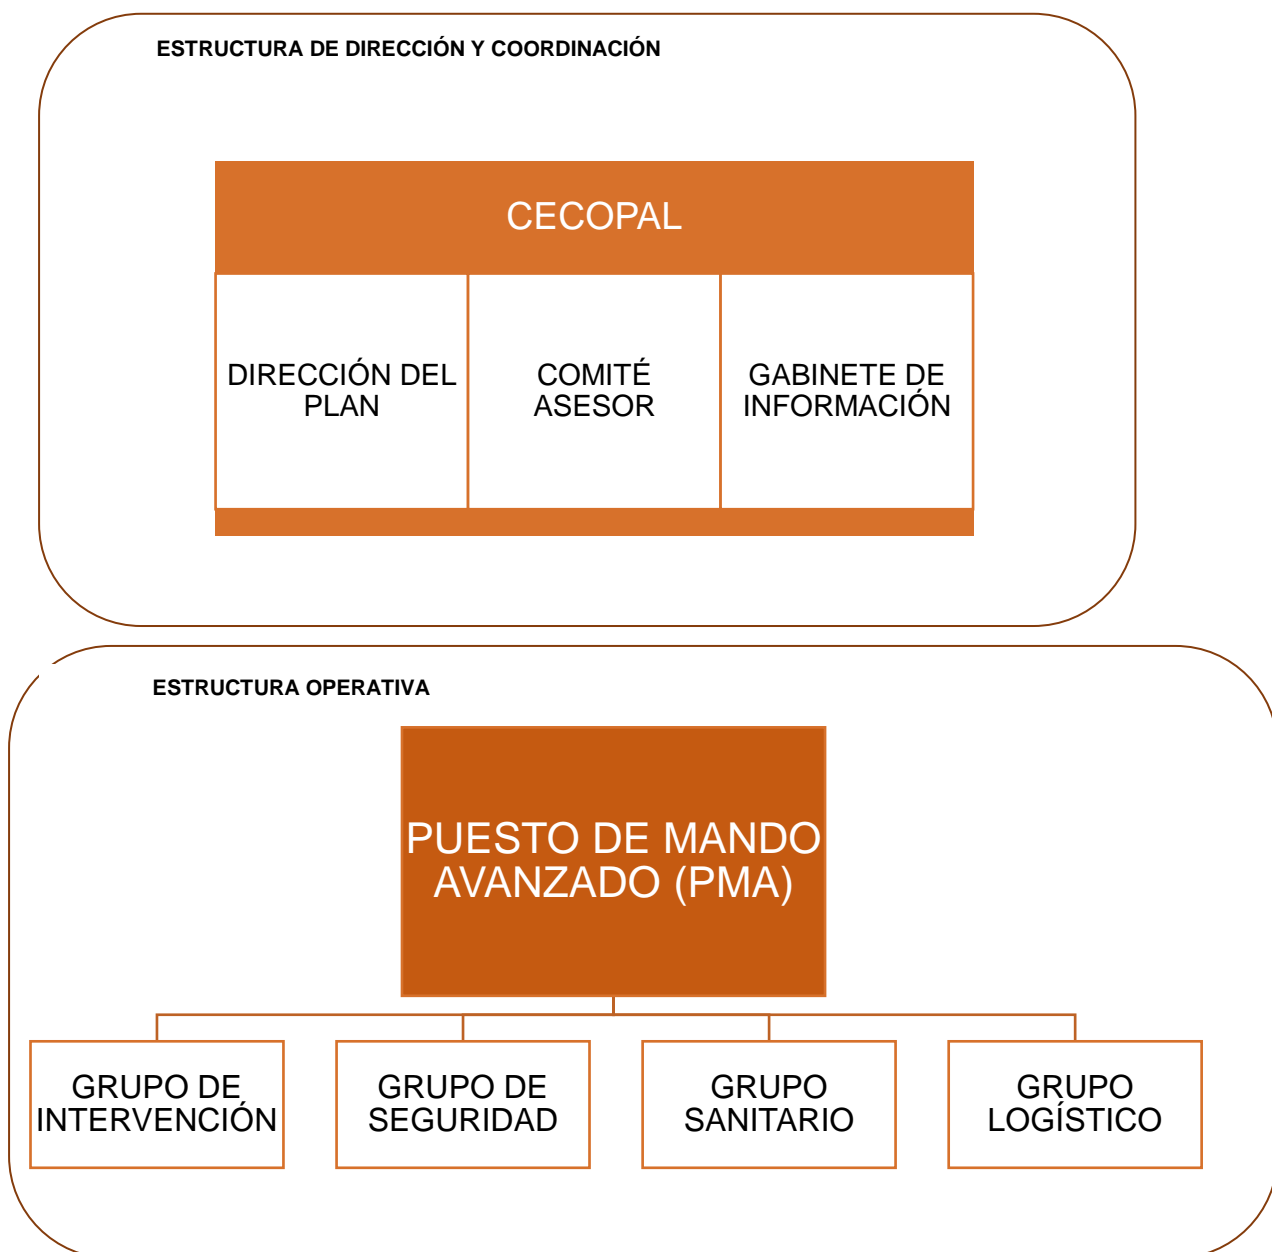 ESTRUCTURA DE DIRECCIÓN Y COORDINACIÓN
CECOPAL
DIRECCIÓN DEL
PLAN
COMITÉ
ASESOR
GABINETE DE
INFORMACIÓN
ESTRUCTURA OPERATIVA
PUESTO DE MANDO
AVANZADO (PMA)
GRUPO DE
INTERVENCIÓN
GRUPO DE
SEGURIDAD
GRUPO
SANITARIO
GRUPO
LOGÍSTICO